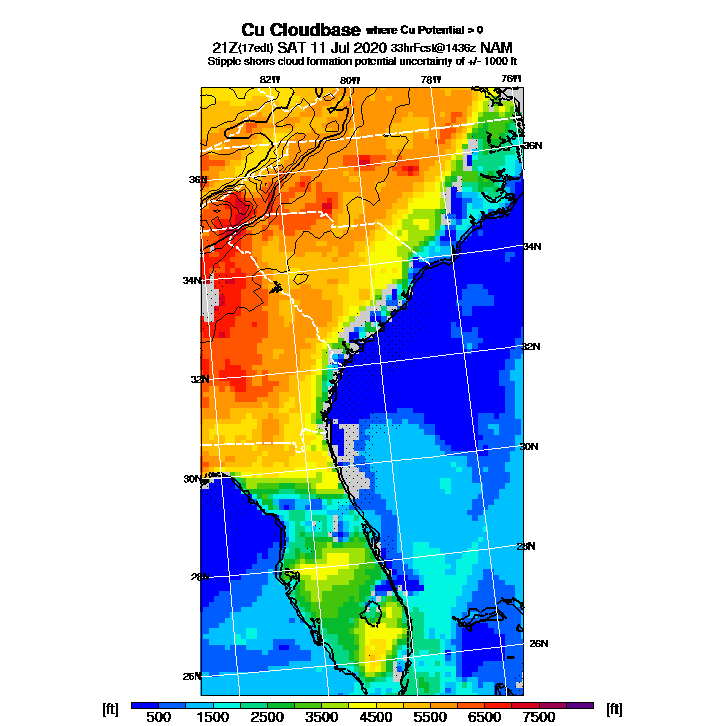 Cu Cloudbase where Cu Potential > 0
21Z(17edt) SAT 11 Jul 2020 33hrFcst@1436z NAM
Stipple shows cloud formation potential uncertainty of +/- 1000 ft
82W 80W 78W 76W
36N 36N
34N 34N
32N 32N
30N 30N
28N 28N
26N 26N
[ft] 500 1500 2500 3500 4500 5500 6500 7500 [ft]